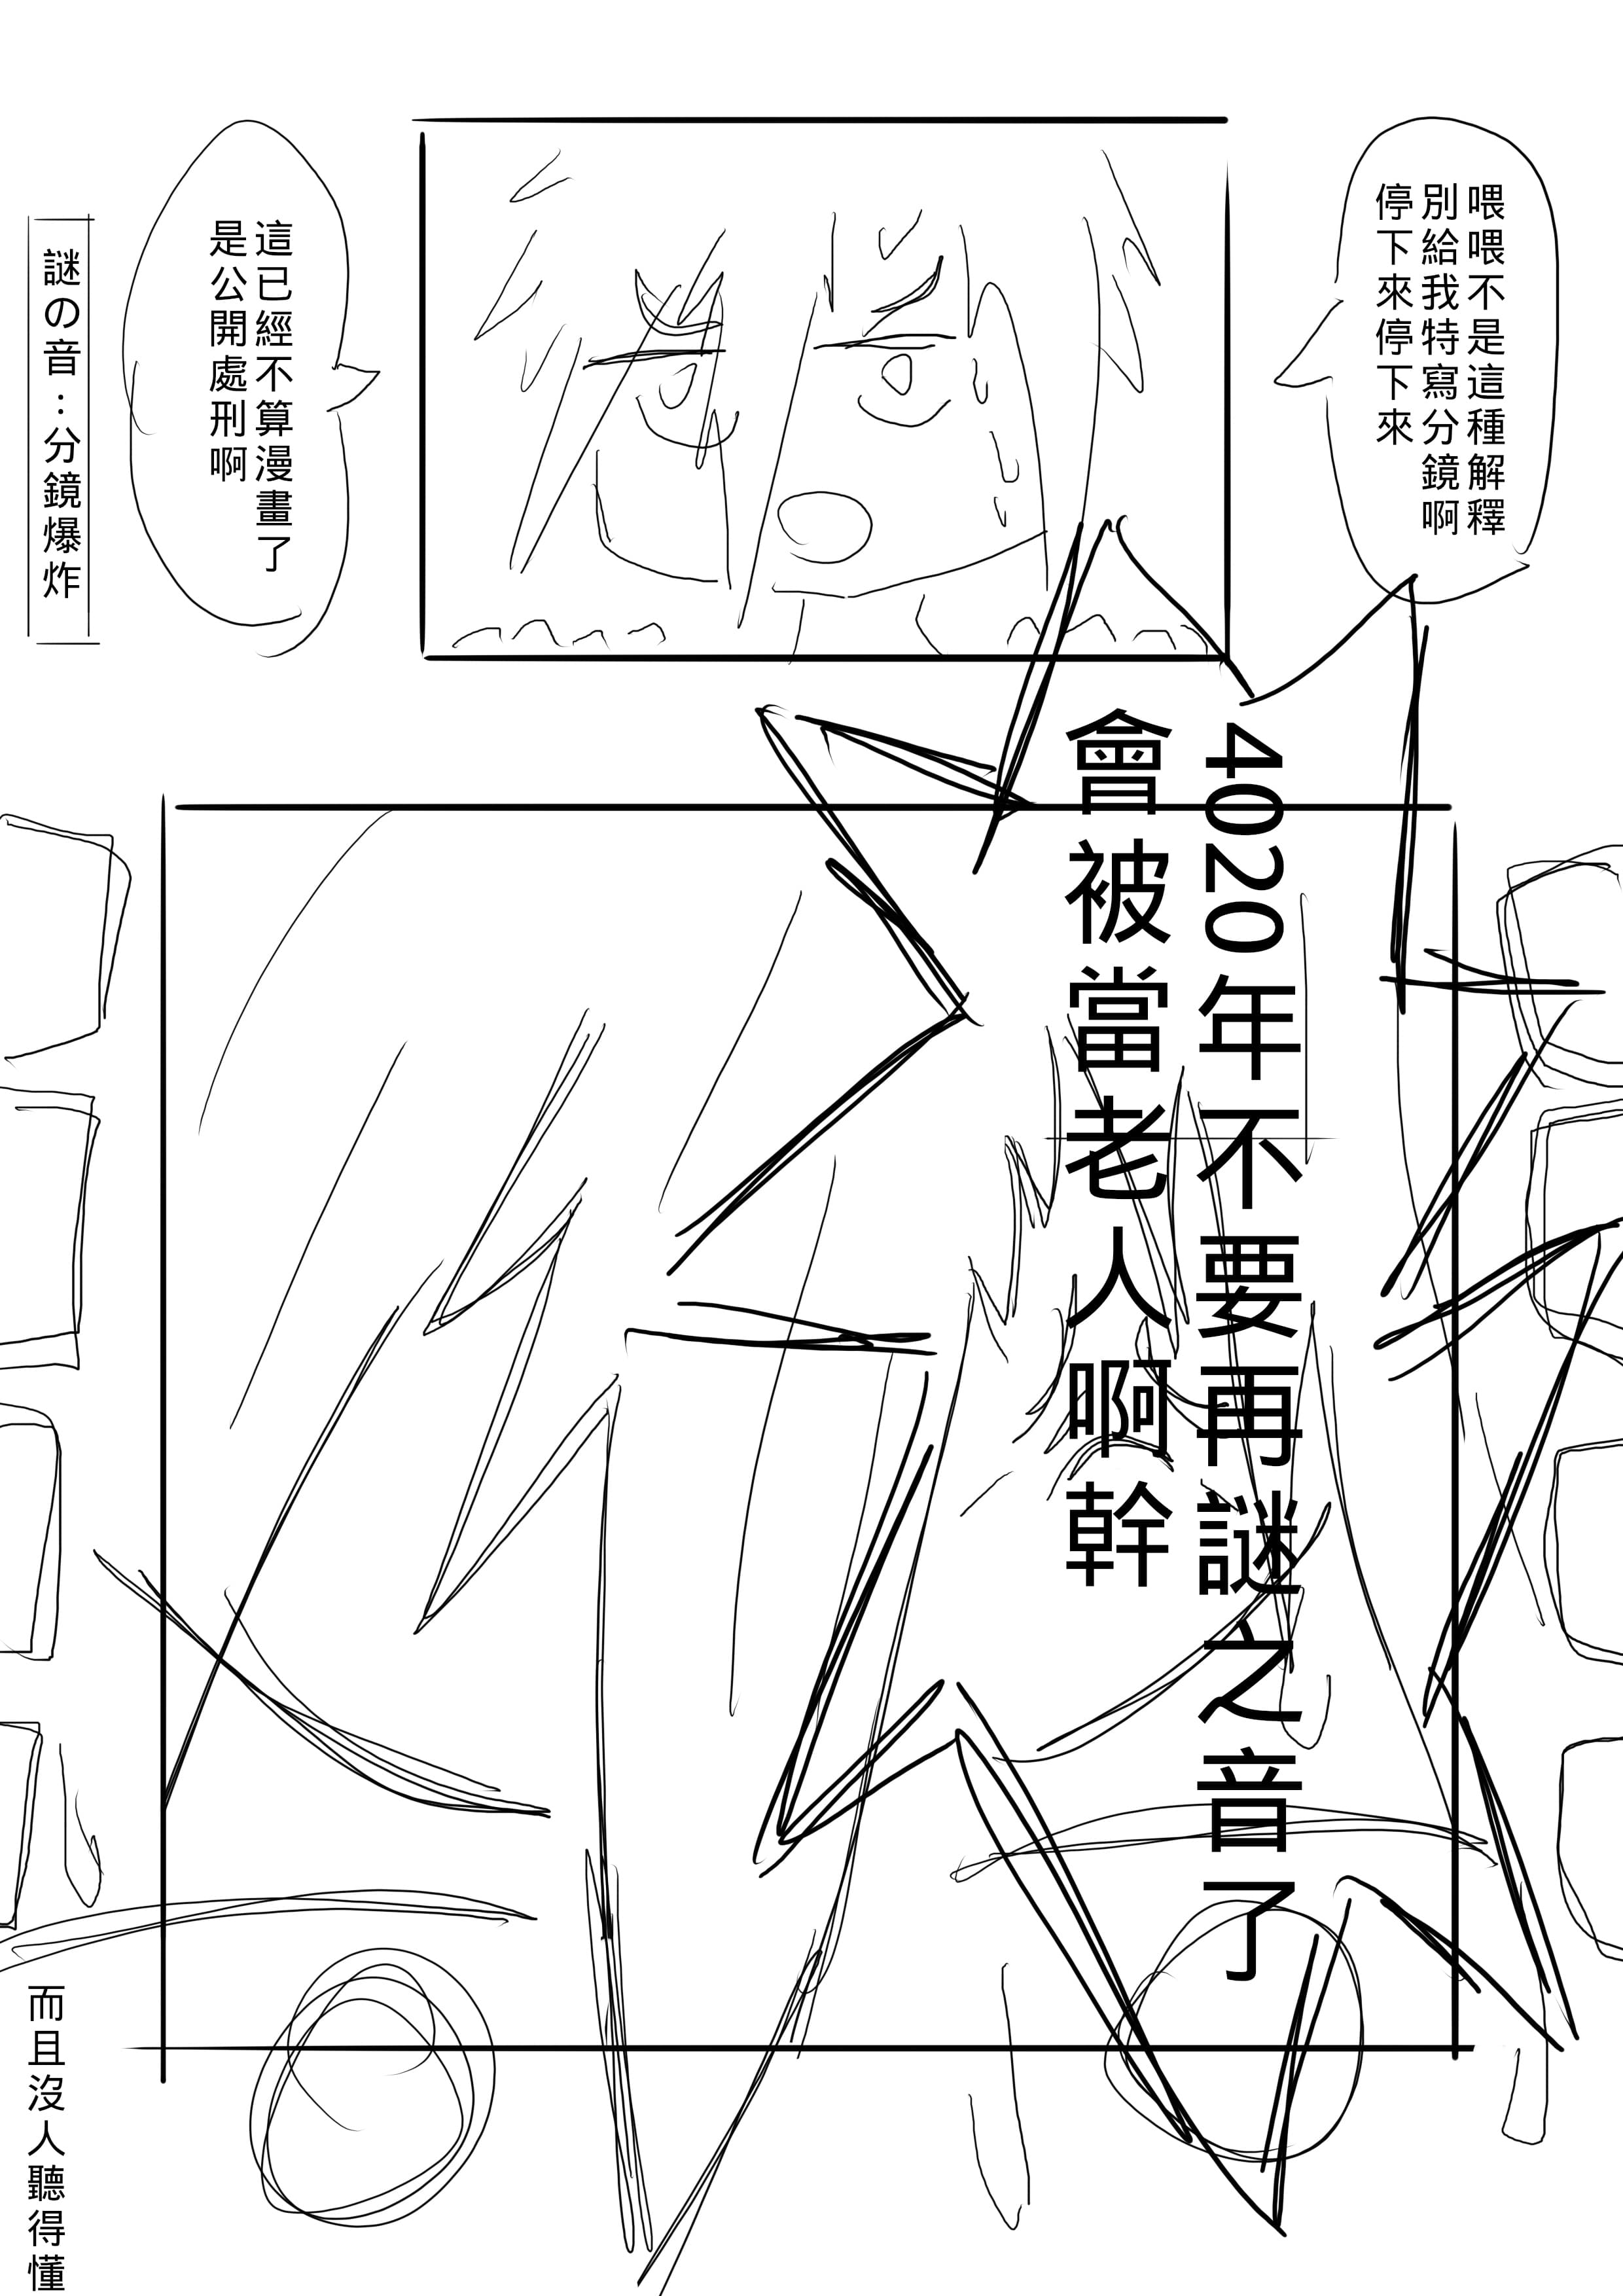 喂喂不是這種解釋
別給我特寫分鏡啊
停下來停下來
這已經不算漫畫了
是公開處刑啊
謎の音：分鏡爆炸
4020年不要再謎之音了
會被當老人啊幹
而且沒人聽得懂